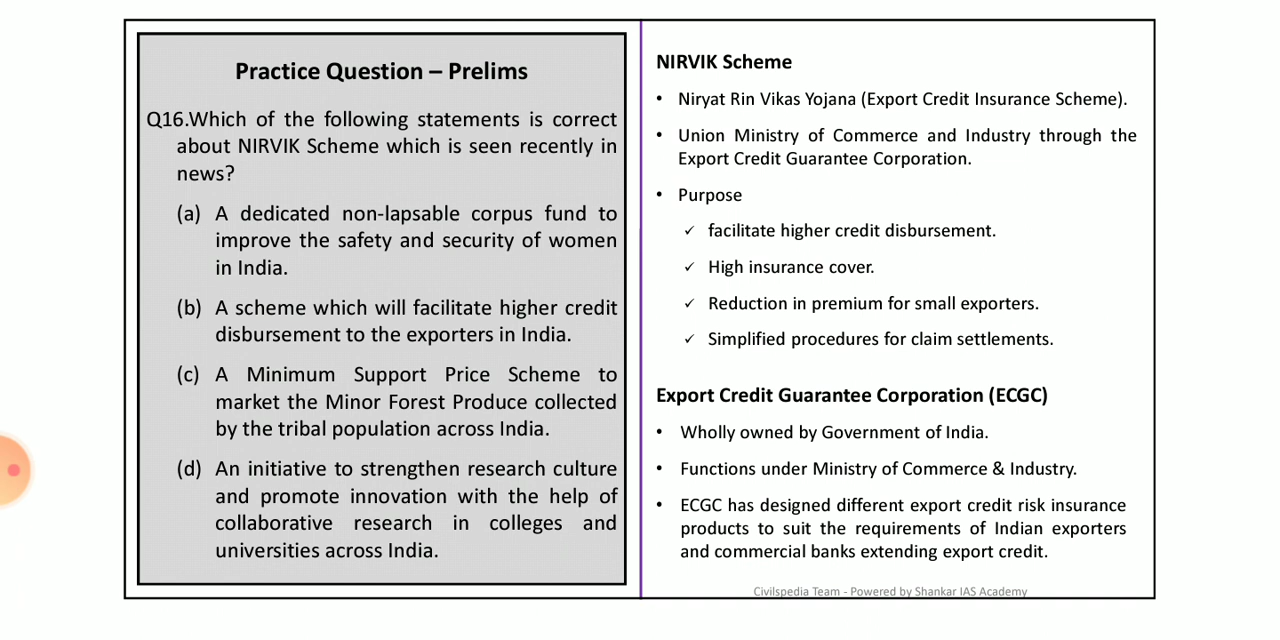 Practice Question – Prelims
Q16.Which of the following statements is correct
about NIRVIK Scheme which is seen recently in
news?
(a) A dedicated non-lapsable corpus fund to
improve the safety and security of women
in India.
(b) A scheme which will facilitate higher credit
disbursement to the exporters in India.
(c) A Minimum Support Price Scheme to
market the Minor Forest Produce collected
by the tribal population across India.
(d) An initiative to strengthen research culture
and promote innovation with the help of
collaborative research in colleges and
universities across India.
NIRVIK Scheme
• Niryat Rin Vikas Yojana (Export Credit Insurance Scheme).
• Union Ministry of Commerce and Industry through the
Export Credit Guarantee Corporation.
• Purpose
✓ facilitate higher credit disbursement.
✓ High insurance cover.
✓ Reduction in premium for small exporters.
✓ Simplified procedures for claim settlements.
Export Credit Guarantee Corporation (ECGC)
• Wholly owned by Government of India.
• Functions under Ministry of Commerce & Industry.
• ECGC has designed different export credit risk insurance
products to suit the requirements of Indian exporters
and commercial banks extending export credit.
Civilspedia Team - Powered by Shankar IAS Academy